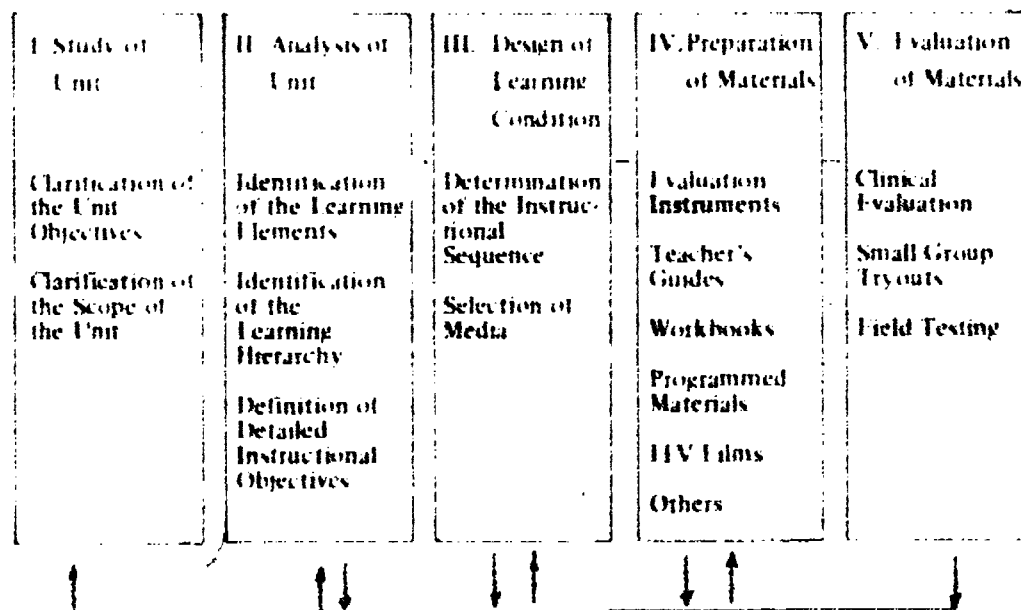 I. Study of
Unit
Clarification of
the Unit
Objectives
Clarification of
the Scope of
the Unit
II. Analysis of
Unit
Identification
of the Learning
Elements
Identification
of the
Learning
Hierarchy
Definition of
Detailed
Instructional
Objectives
III. Design of
Learning
Condition
Determination
of the Instruc-
tional
Sequence
Selection of
Media
IV. Preparation
of Materials
Evaluation
Instruments
Teacher's
Guides
Workbooks
Programmed
Materials
Films
Others
V. Evaluation
of Materials
Clinical
Evaluation
Small Group
Tryouts
Field Testing